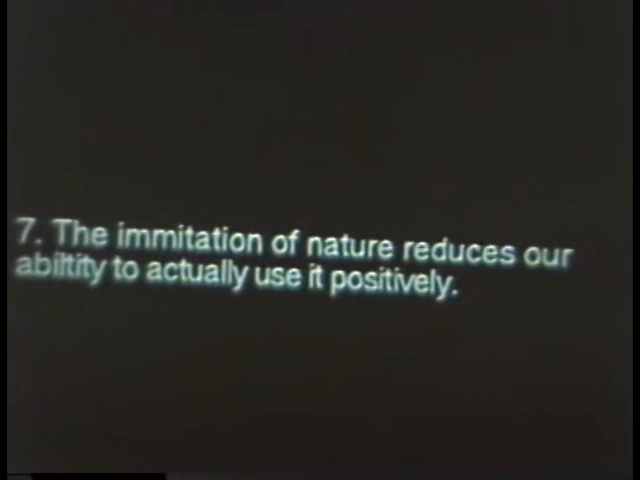 7. The immitation of nature reduces our
abiltity to actually use it positively.